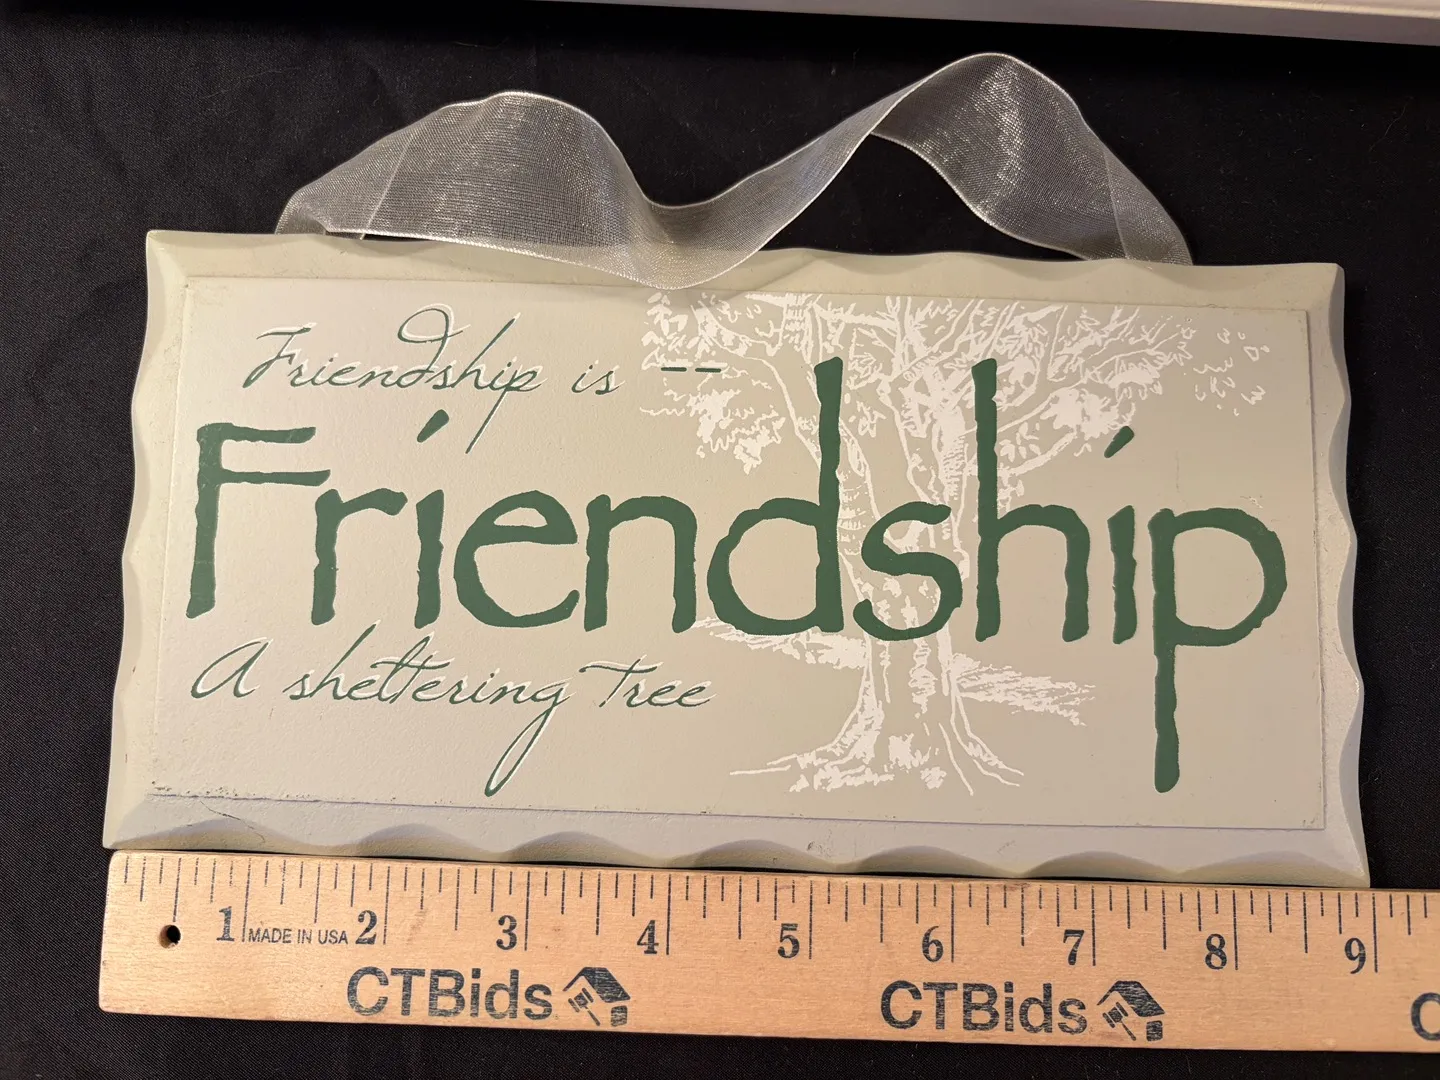 Friendship is --
Friendship
A sheltering Tree
1 MADE IN USA 2 3 4 5 6 7 8 9
CTBids CTBids C